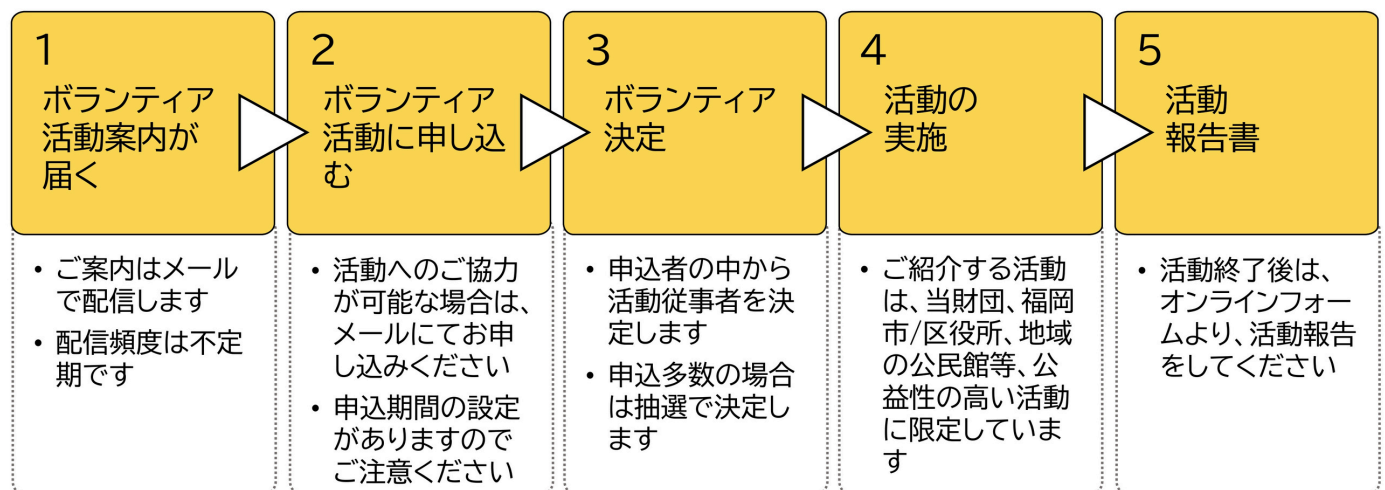 1
ボランティア
活動案内が
届く
• ご案内はメール
で配信します
• 配信頻度は不定
期です
2
ボランティア
活動に申し込
む
• 活動へのご協力
が可能な場合は、
メールにてお申
し込みください
• 申込期間の設定
がありますので
ご注意ください
3
ボランティア
決定
• 申込者の中から
活動従事者を決
定します
• 申込多数の場合
は抽選で決定し
ます
4
活動の
実施
• ご紹介する活動
は、当財団、福岡
市/区役所、地域
の公民館等、公
益性の高い活動
に限定していま
す
5
活動
報告書
• 活動終了後は、
オンラインフォー
ムより、活動報告
をしてください